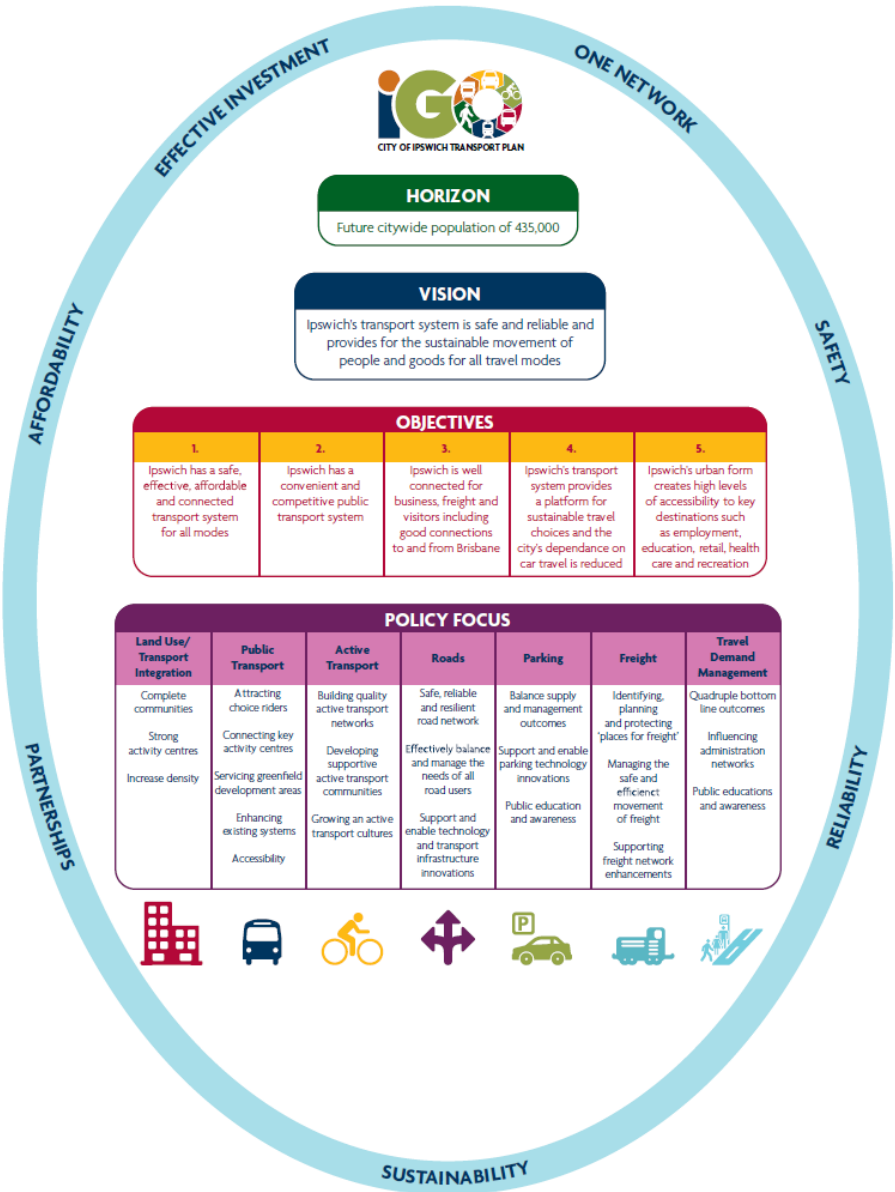 EFFECTIVE INVESTMENT
ONE NETWORK
iGO
CITY OF IPSWICH TRANSPORT PLAN
HORIZON
Future citywide population of 435,000
VISION
Ipswich's transport system is safe and reliable and
provides for the sustainable movement of
people and goods for all travel modes
AFFORDABILITY
SAFETY
OBJECTIVES
1.
Ipswich has a safe,
effective, affordable
and connected
transport system
for all modes
2.
Ipswich has a
convenient and
competitive public
transport system
3.
Ipswich is well
connected for
business, freight and
visitors including
good connections
to and from Brisbane
4.
Ipswich's transport
system provides
a platform for
sustainable travel
choices and the
city's dependance on
car travel is reduced
5.
Ipswich's urban form
creates high levels
of accessibility to key
destinations such
as employment,
education, retail, health
care and recreation
POLICY FOCUS
Land Use/
Transport
Integration
Complete
communities
Strong
activity centres
Increase density
Public
Transport
Attracting
choice riders
Connecting key
activity centres
Servicing greenfield
development areas
Enhancing
existing systems
Accessibility
Active
Transport
Building quality
active transport
networks
Developing
supportive
active transport
communities
Growing an active
transport cultures
Roads
Safe, reliable
and resilient
road network
Effectively balance
and manage the
needs of all
road users
Support and
enable technology
and transport
infrastructure
innovations
Parking
Balance supply
and management
outcomes
Support and enable
parking technology
innovations
Public education
and awareness
Freight
Identifying,
planning
and protecting
'places for freight'
Managing the
safe and
efficienct
movement
of freight
Supporting
freight network
enhancements
Travel
Demand
Management
Quadruple bottom
line outcomes
Influencing
administration
networks
Public educations
and awareness
PARTNERSHIPS
RELIABILITY
P
SUSTAINABILITY